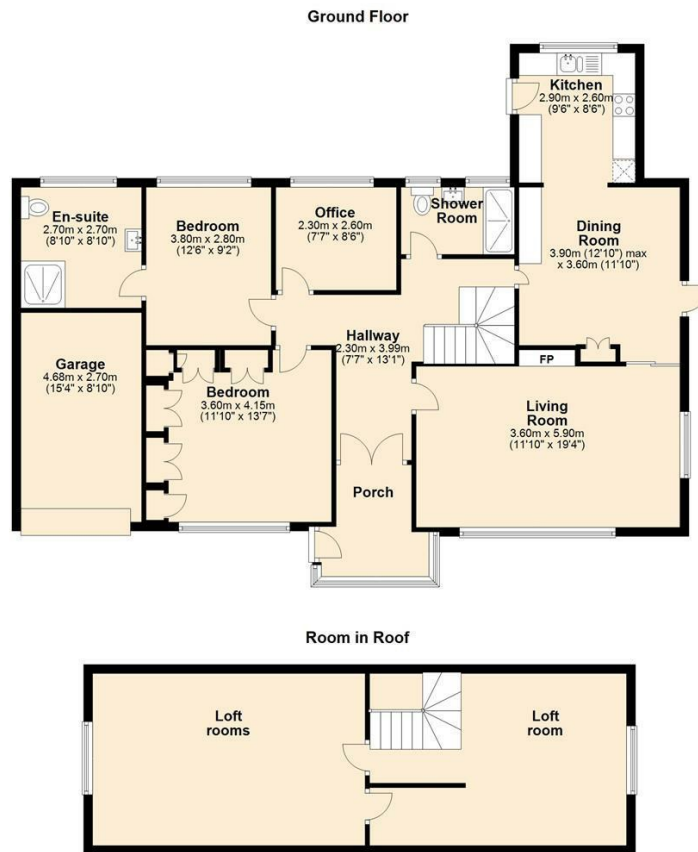 Ground Floor
Kitchen
2.90m x 2.60m
(9'6" x 8'6")
En-suite
2.70m x 2.70m
(8'10" x 8'10")
Bedroom
3.80m x 2.80m
(12'6" x 9'2")
Office
2.30m x 2.60m
(7'7" x 8'6")
Shower
Room
Dining
Room
3.90m (12'10") max
x 3.60m (11'10")
Hallway
2.30m x 3.99m
(7'7" x 13'1")
Garage
4.68m x 2.70m
(15'4" x 8'10")
Bedroom
3.60m x 4.15m
(11'10" x 13'7")
FP
Living
Room
3.60m x 5.90m
(11'10" x 19'4")
Porch
Room in Roof
Loft
rooms
Loft
room